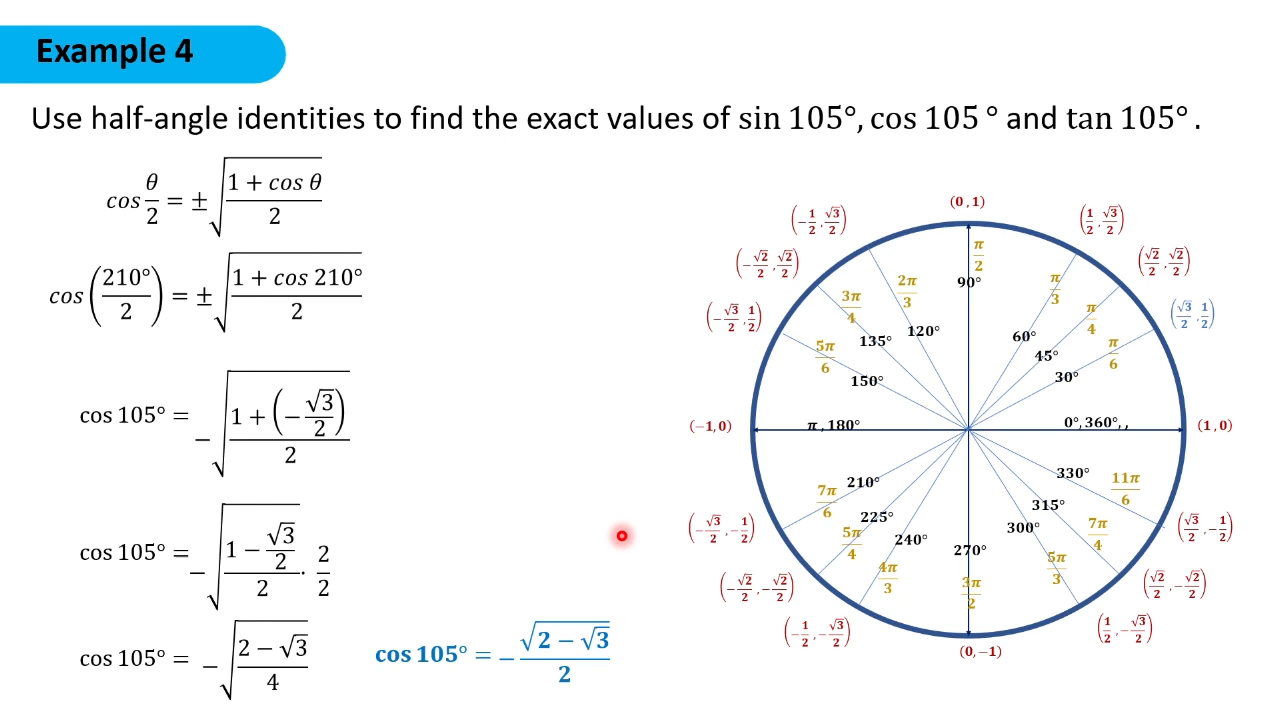 Example 4
Use half-angle identities to find the exact values of sin 105°, cos 105 ° and tan 105° .
cos θ/2 = ±√((1 + cos θ)/2)
cos(210°/2) = ±√((1 + cos 210°)/2)
cos 105° = −√((1 + (−√3/2))/2)
cos 105° = −√((1 − √3/2)/2 · 2/2)
cos 105° = −√((2 − √3)/4)
cos 105° = −√(2 − √3)/2
(0 , 1)
(−1/2 , √3/2)
(1/2 , √3/2)
(−√2/2 , √2/2)
(√2/2 , √2/2)
(−√3/2 , 1/2)
(√3/2 , 1/2)
π/2
90°
2π/3
120°
π/3
60°
3π/4
135°
π/4
45°
5π/6
150°
π/6
30°
(−1, 0)
π , 180°
0°, 360°, ,
(1 , 0)
7π/6
210°
330°
11π/6
5π/4
225°
315°
7π/4
4π/3
240°
300°
5π/3
270°
3π/2
(−√3/2 , −1/2)
(√3/2 , −1/2)
(−√2/2 , −√2/2)
(√2/2 , −√2/2)
(−1/2 , −√3/2)
(1/2 , −√3/2)
(0, −1)